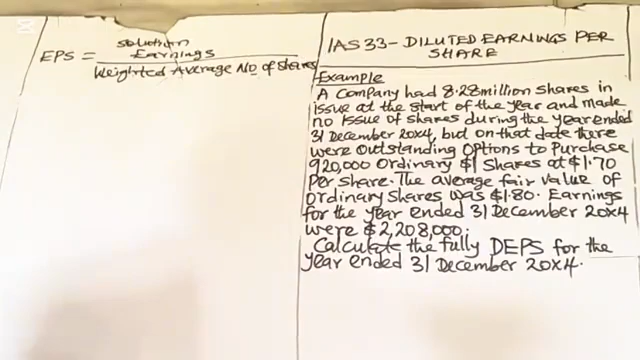 Solution
EPS = Earnings
Weighted Average No of shares
IAS 33 - DILUTED EARNINGS PER
SHARE
Example
A Company had 8.28million shares in
issue at the start of the year and made
no issue of shares during the year ended
31 December 20x4, but on that date there
were outstanding options to purchase
920,000 Ordinary $1 Shares at $1.70
Per share. The average fair value of
ordinary shares was $1.80. Earnings
for the year ended 31 December 20x4
were $2,208,000.
Calculate the fully DEPS for the
year ended 31 December 20x4.